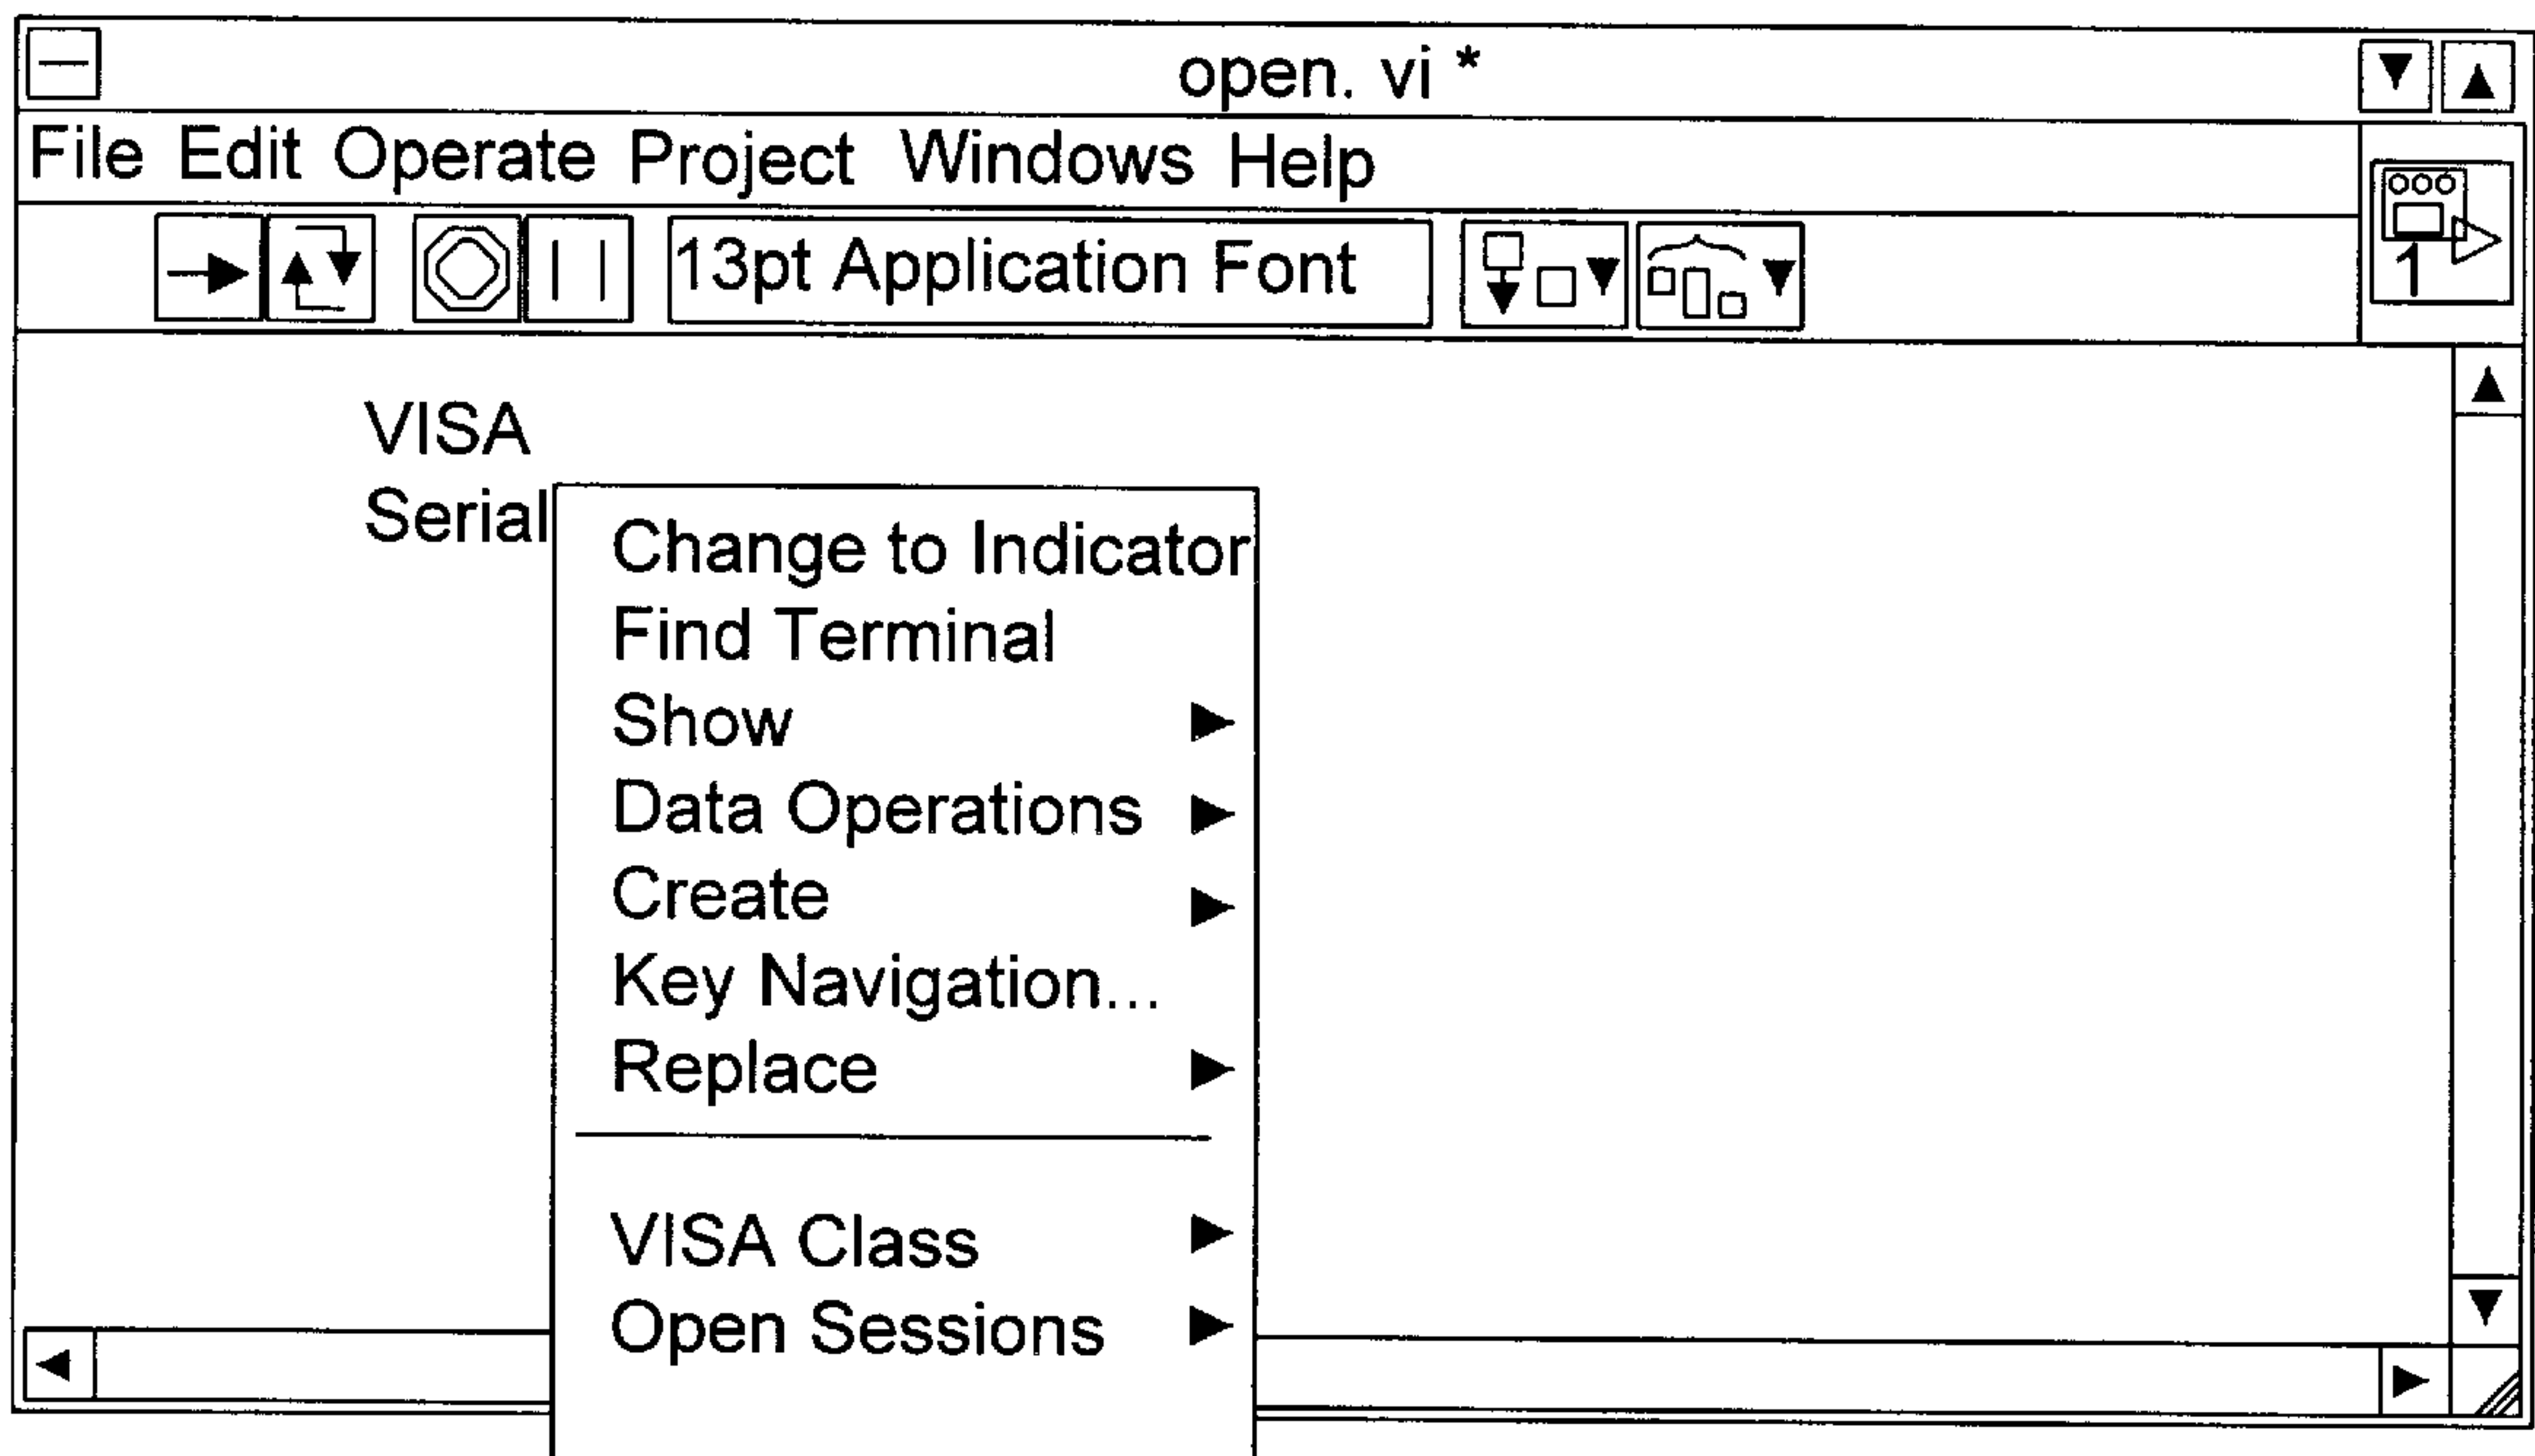 open. vi *
File Edit Operate Project Windows Help
13pt Application Font
1
VISA
Serial
Change to Indicator
Find Terminal
Show
Data Operations
Create
Key Navigation...
Replace
VISA Class
Open Sessions